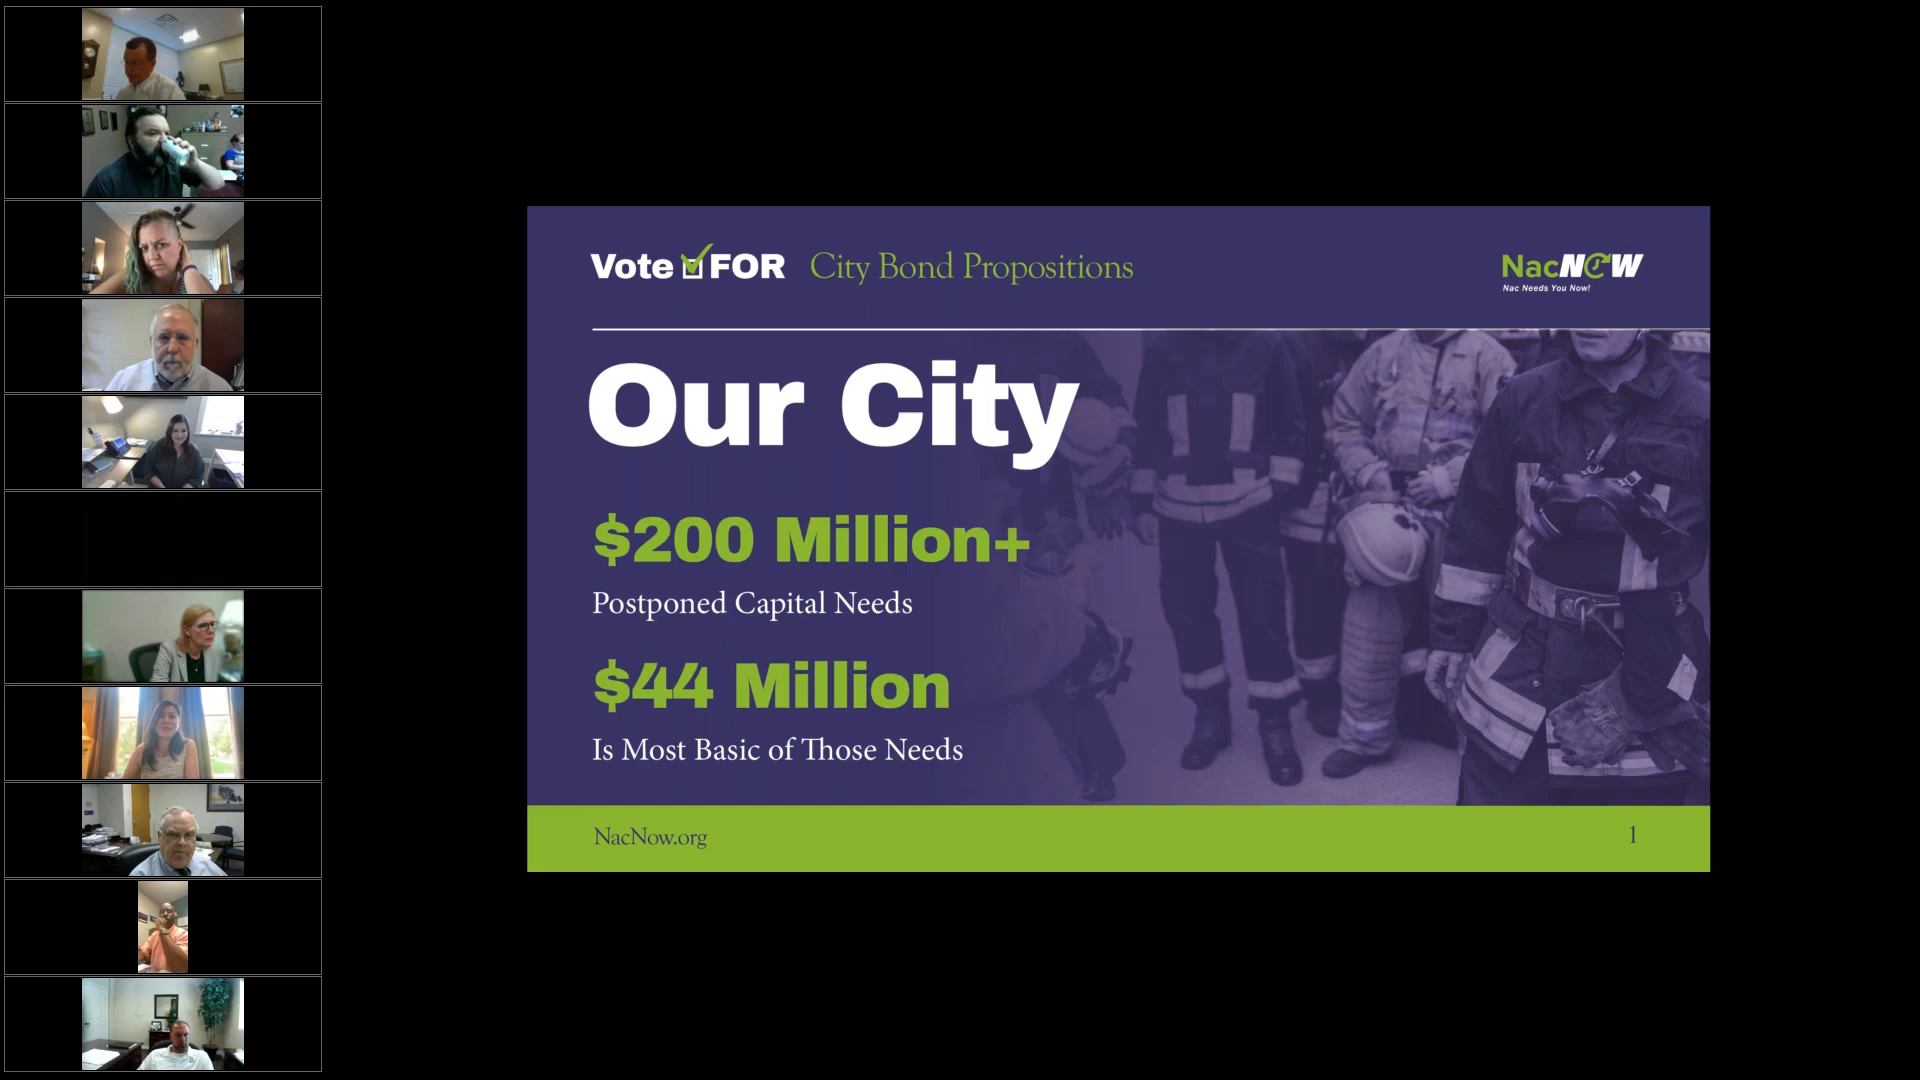 Vote FOR City Bond Propositions
NacNOW
Nac Needs You Now!
Our City
$200 Million+
Postponed Capital Needs
$44 Million
Is Most Basic of Those Needs
NacNow.org
1